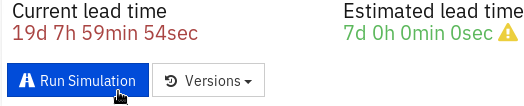 Current lead time
19d 7h 59min 54sec
Estimated lead time
7d 0h 0min 0sec
Run Simulation
Versions